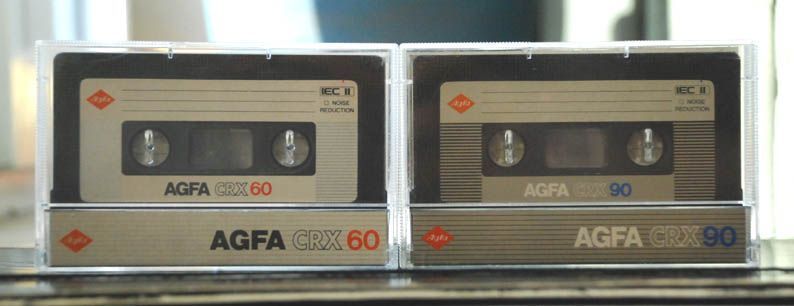 Agfa
IEC II
NOISE
REDUCTION
AGFA CRX 60
Agfa
AGFA CRX 60
Agfa
IEC II
NOISE
REDUCTION
AGFA CRX 90
Agfa
AGFA CRX 90